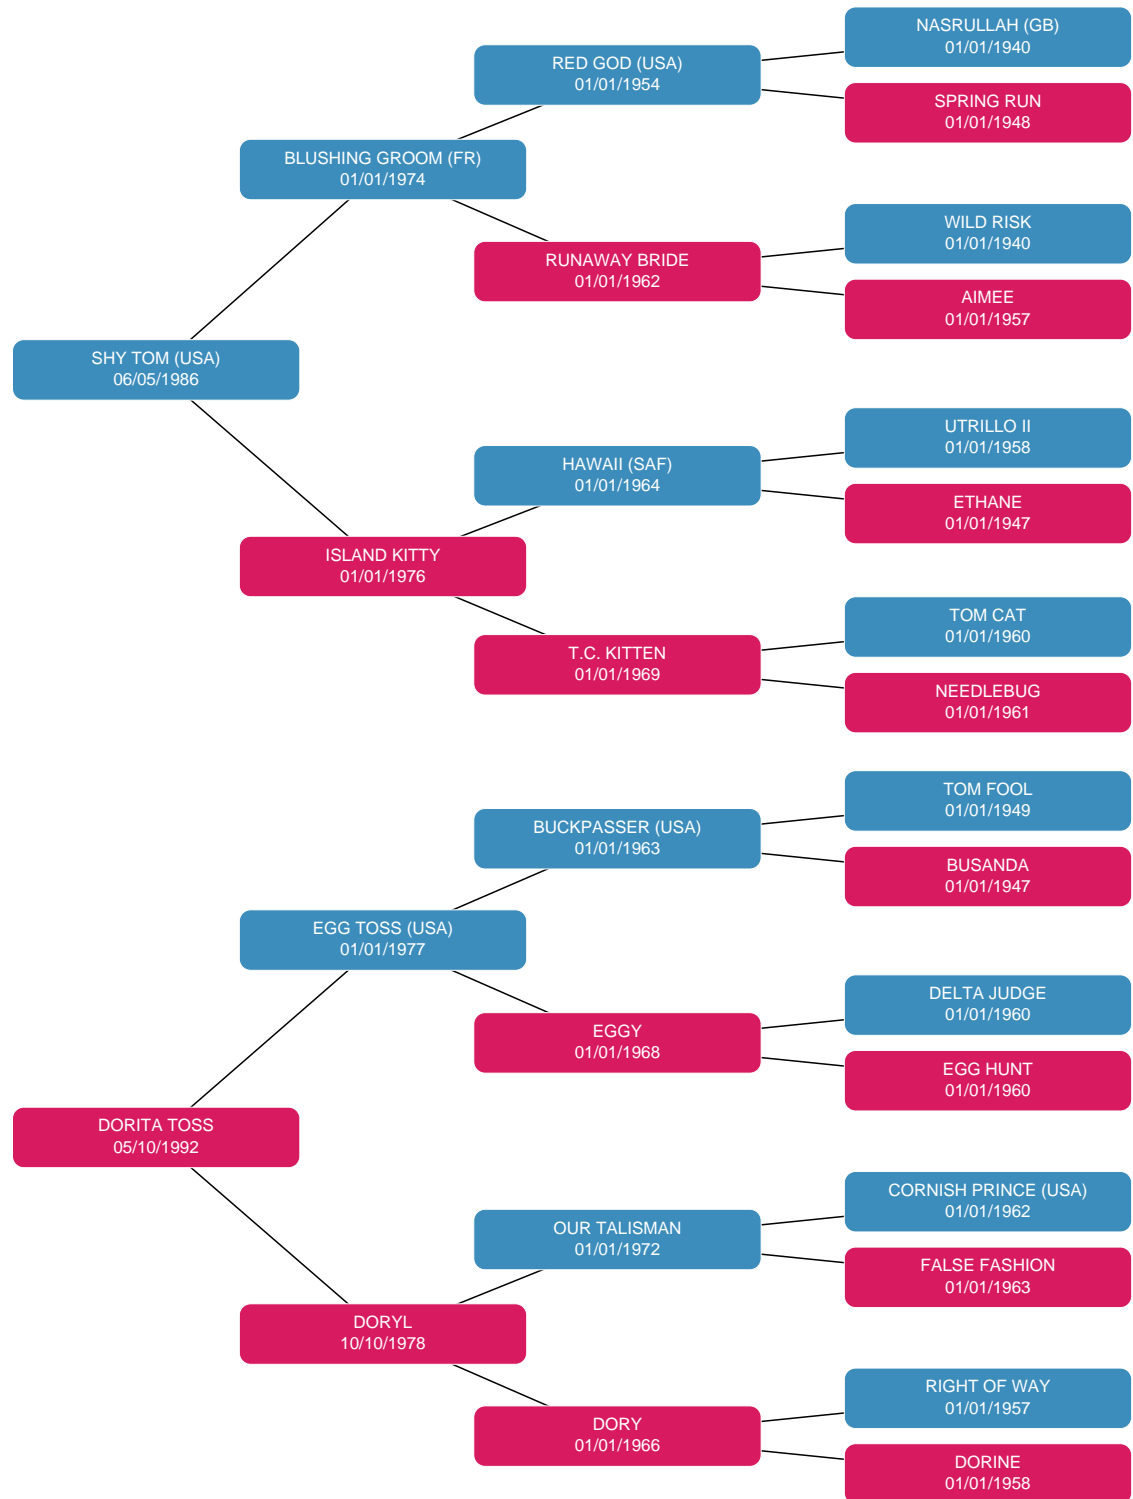 NASRULLAH (GB)
01/01/1940
RED GOD (USA)
01/01/1954
SPRING RUN
01/01/1948
BLUSHING GROOM (FR)
01/01/1974
WILD RISK
01/01/1940
RUNAWAY BRIDE
01/01/1962
AIMEE
01/01/1957
SHY TOM (USA)
06/05/1986
UTRILLO II
01/01/1958
HAWAII (SAF)
01/01/1964
ETHANE
01/01/1947
ISLAND KITTY
01/01/1976
TOM CAT
01/01/1960
T.C. KITTEN
01/01/1969
NEEDLEBUG
01/01/1961
TOM FOOL
01/01/1949
BUCKPASSER (USA)
01/01/1963
BUSANDA
01/01/1947
EGG TOSS (USA)
01/01/1977
DELTA JUDGE
01/01/1960
EGGY
01/01/1968
EGG HUNT
01/01/1960
DORITA TOSS
05/10/1992
CORNISH PRINCE (USA)
01/01/1962
OUR TALISMAN
01/01/1972
FALSE FASHION
01/01/1963
DORYL
10/10/1978
RIGHT OF WAY
01/01/1957
DORY
01/01/1966
DORINE
01/01/1958